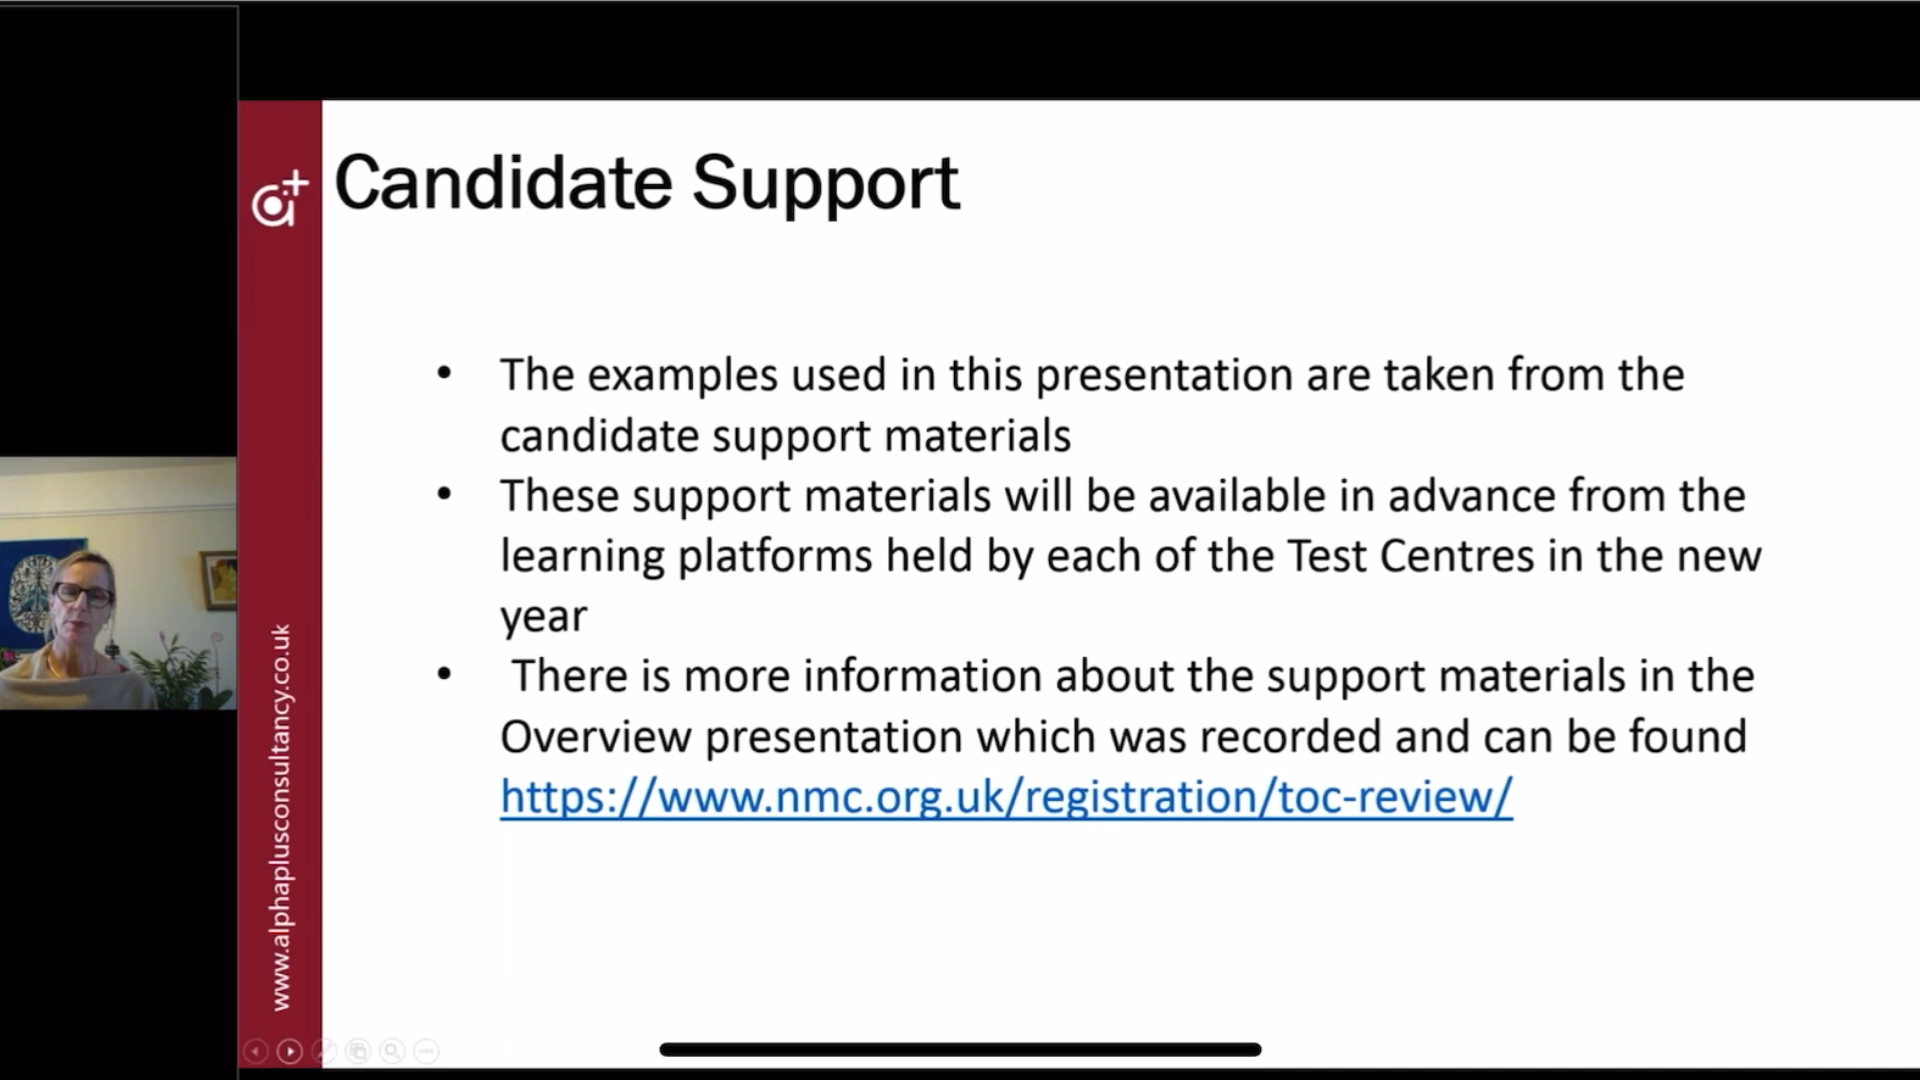 Candidate Support
• The examples used in this presentation are taken from the
candidate support materials
• These support materials will be available in advance from the
learning platforms held by each of the Test Centres in the new
year
• There is more information about the support materials in the
Overview presentation which was recorded and can be found
https://www.nmc.org.uk/registration/toc-review/
www.alphaplusconsultancy.co.uk